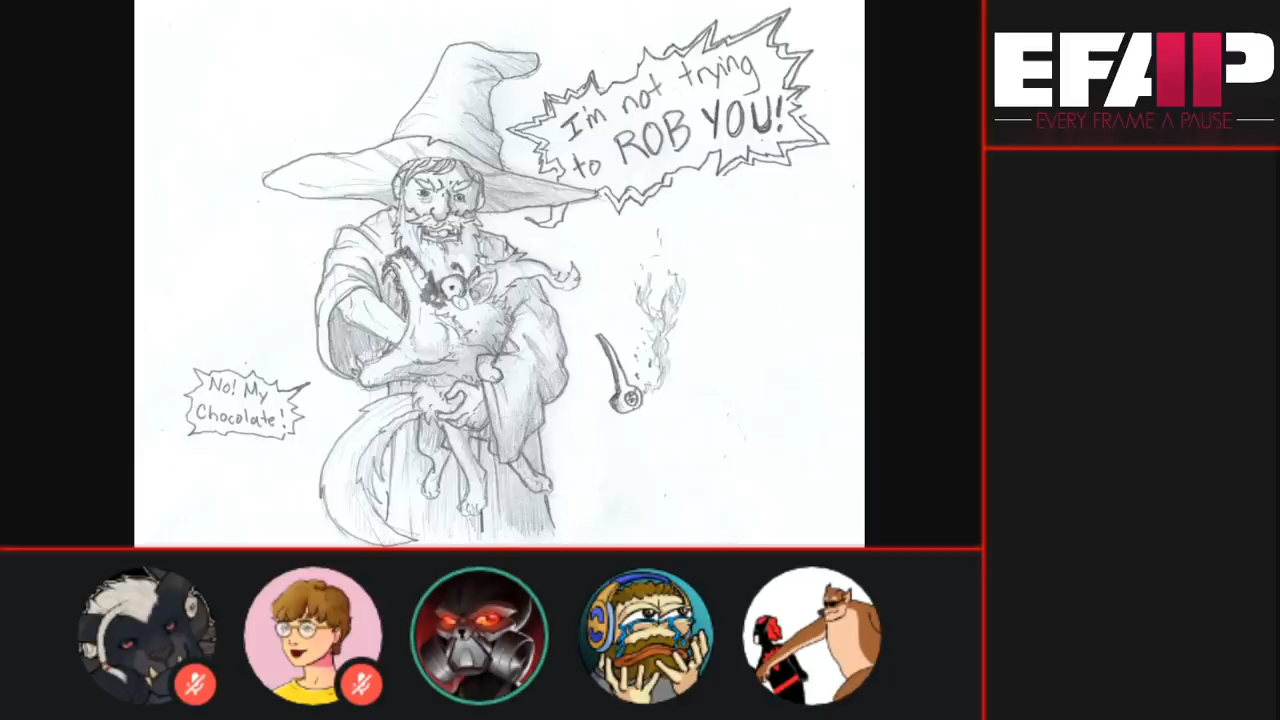 I'm not trying
to ROB YOU!
No! My
Chocolate!
EFAP
EVERY FRAME A PAUSE